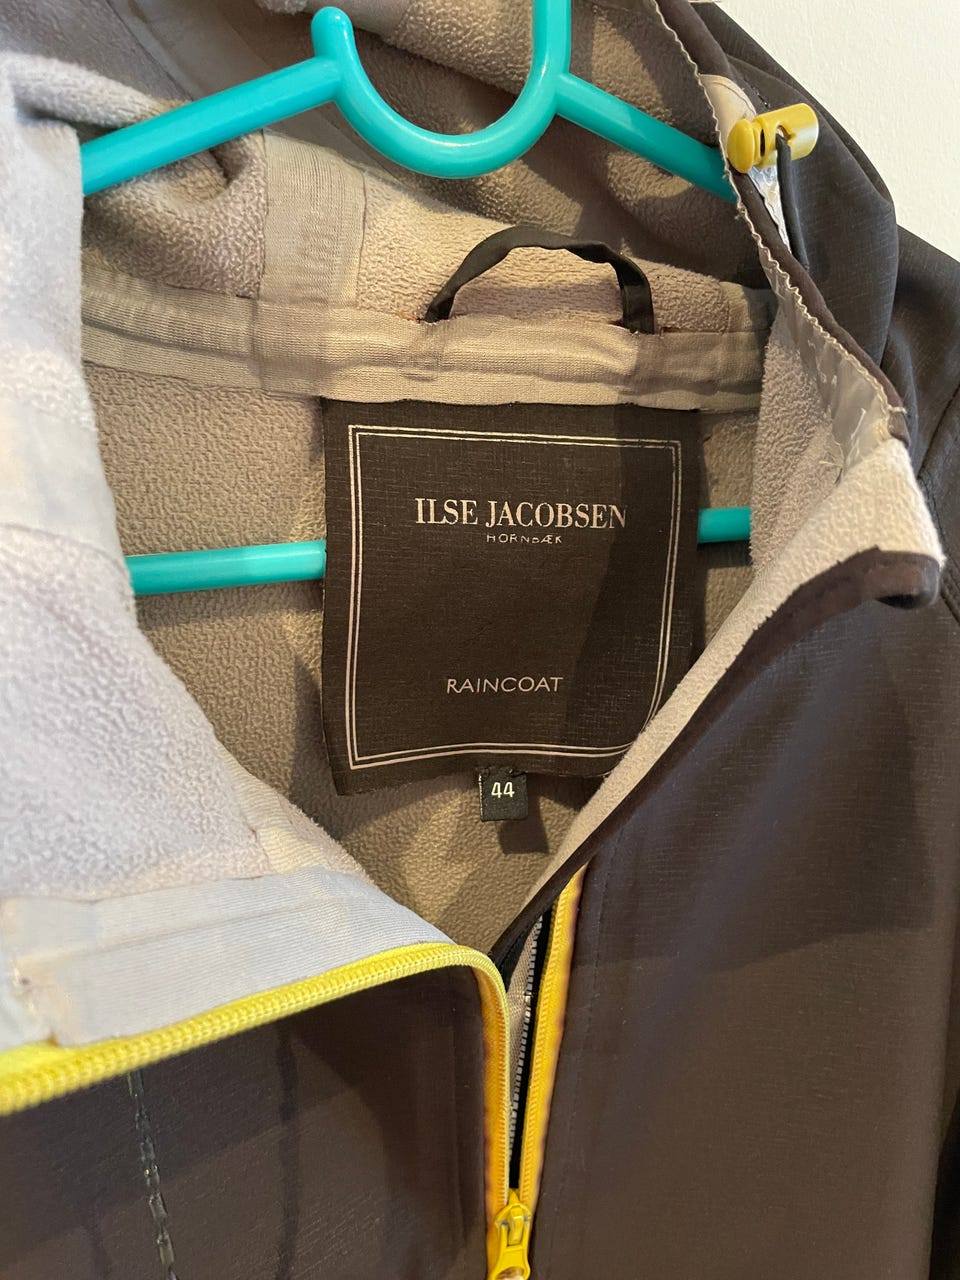 ILSE JACOBSEN
HORNBÆK
RAINCOAT
44